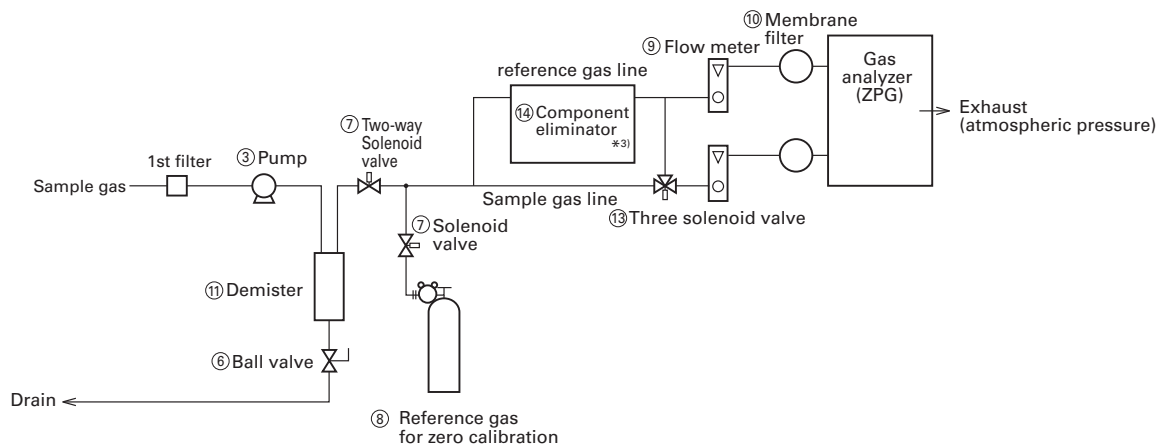 ⑩ Membrane
filter
⑨ Flow meter
Gas
analyzer
(ZPG)
reference gas line
⑭ Component
eliminator
*3)
Exhaust
(atmospheric pressure)
⑦ Two-way
Solenoid
valve
1st filter
③ Pump
Sample gas
Sample gas line
⑬ Three solenoid valve
⑦ Solenoid
valve
⑪ Demister
⑥ Ball valve
Drain
⑧ Reference gas
for zero calibration